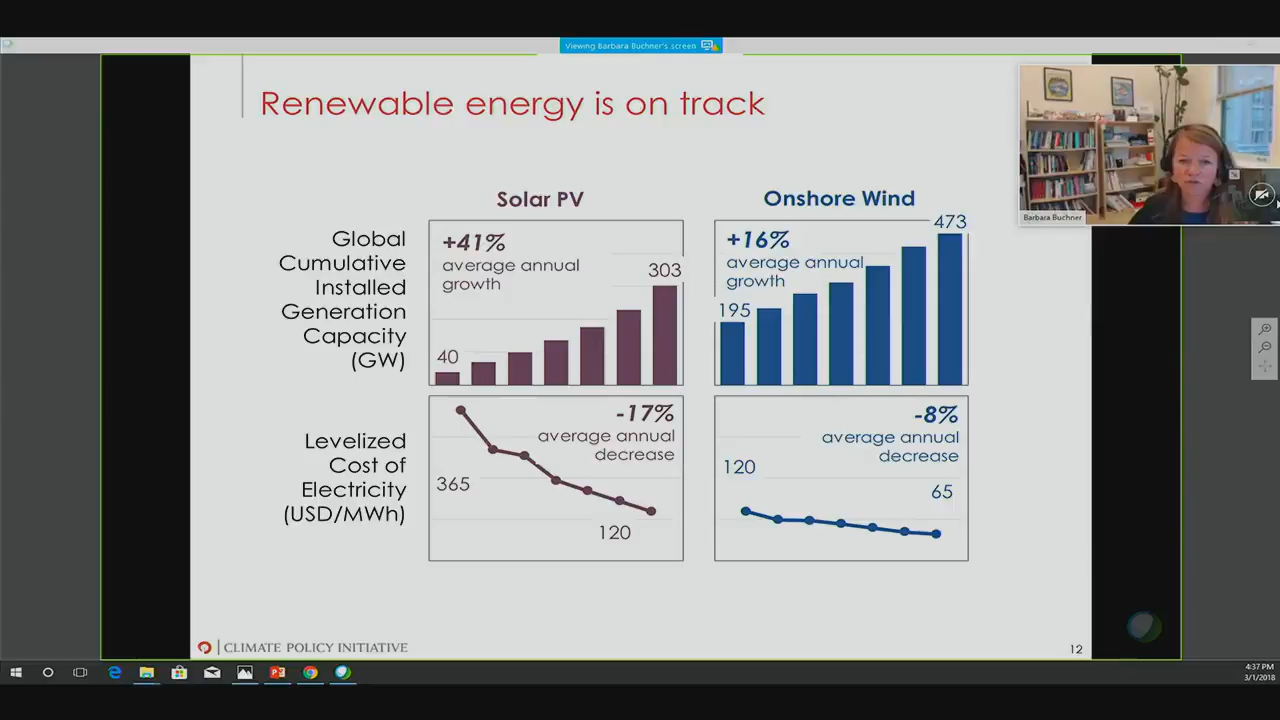 Viewing Barbara Buchner's screen
Renewable energy is on track
Barbara Buchner
Solar PV
Onshore Wind
Global
Cumulative
Installed
Generation
Capacity
(GW)
+41%
average annual
growth
40
303
+16%
average annual
growth
195
473
Levelized
Cost of
Electricity
(USD/MWh)
-17%
average annual
decrease
365
120
-8%
average annual
decrease
120
65
CLIMATE POLICY INITIATIVE
12
4:37 PM
3/1/2018